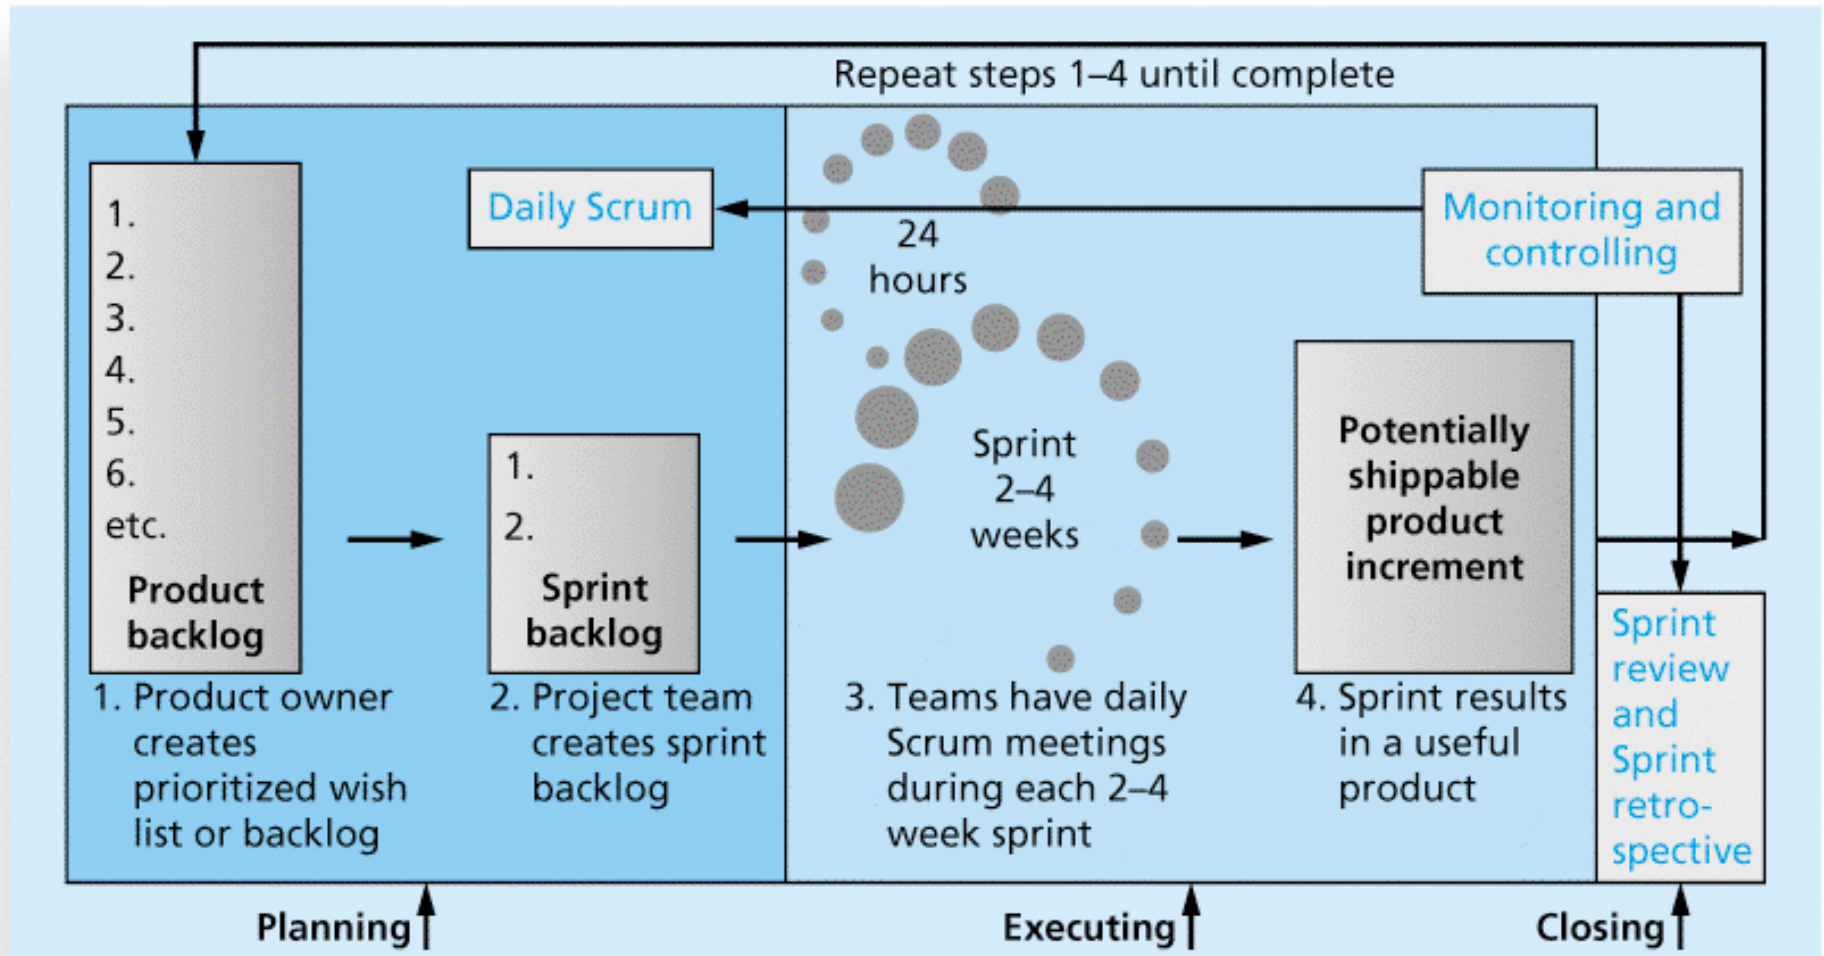 Repeat steps 1–4 until complete
1.
2.
3.
4.
5.
6.
etc.
Product
backlog
Daily Scrum
1.
2.
Sprint
backlog
24
hours
Sprint
2–4
weeks
Monitoring and
controlling
Potentially
shippable
product
increment
Sprint
review
and
Sprint
retro-
spective
1. Product owner
creates
prioritized wish
list or backlog
2. Project team
creates sprint
backlog
3. Teams have daily
Scrum meetings
during each 2–4
week sprint
4. Sprint results
in a useful
product
Planning
Executing
Closing